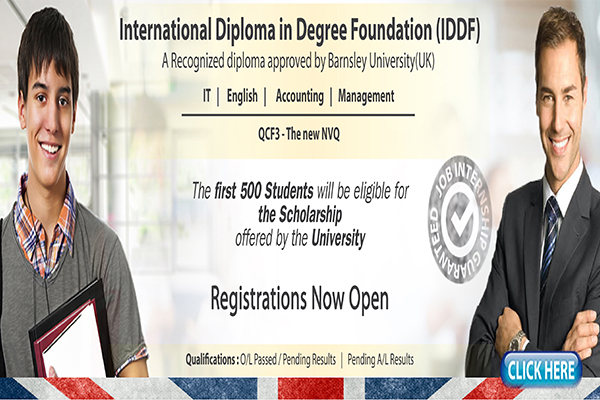 International Diploma in Degree Foundation (IDDF)
A Recognized diploma approved by Barnsley University(UK)
IT | English | Accounting | Management
QCF3 - The new NVQ
The first 500 Students will be eligible for
the Scholarship
offered by the University
JOB INTERNSHIP
GUARANTEED
Registrations Now Open
Qualifications : O/L Passed / Pending Results | Pending A/L Results
CLICK HERE